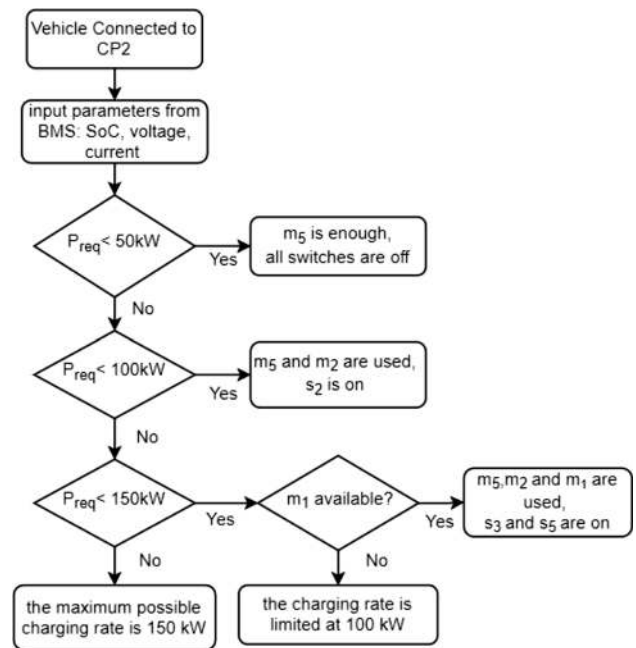 Vehicle Connected to
CP2
input parameters from
BMS: SoC, voltage,
current
Preq< 50kW
Yes
m5 is enough,
all switches are off
No
Preq< 100kW
Yes
m5 and m2 are used,
s2 is on
No
Preq< 150kW
Yes
m1 available?
Yes
m5,m2 and m1 are
used,
s3 and s5 are on
No
No
the maximum possible
charging rate is 150 kW
the charging rate is
limited at 100 kW